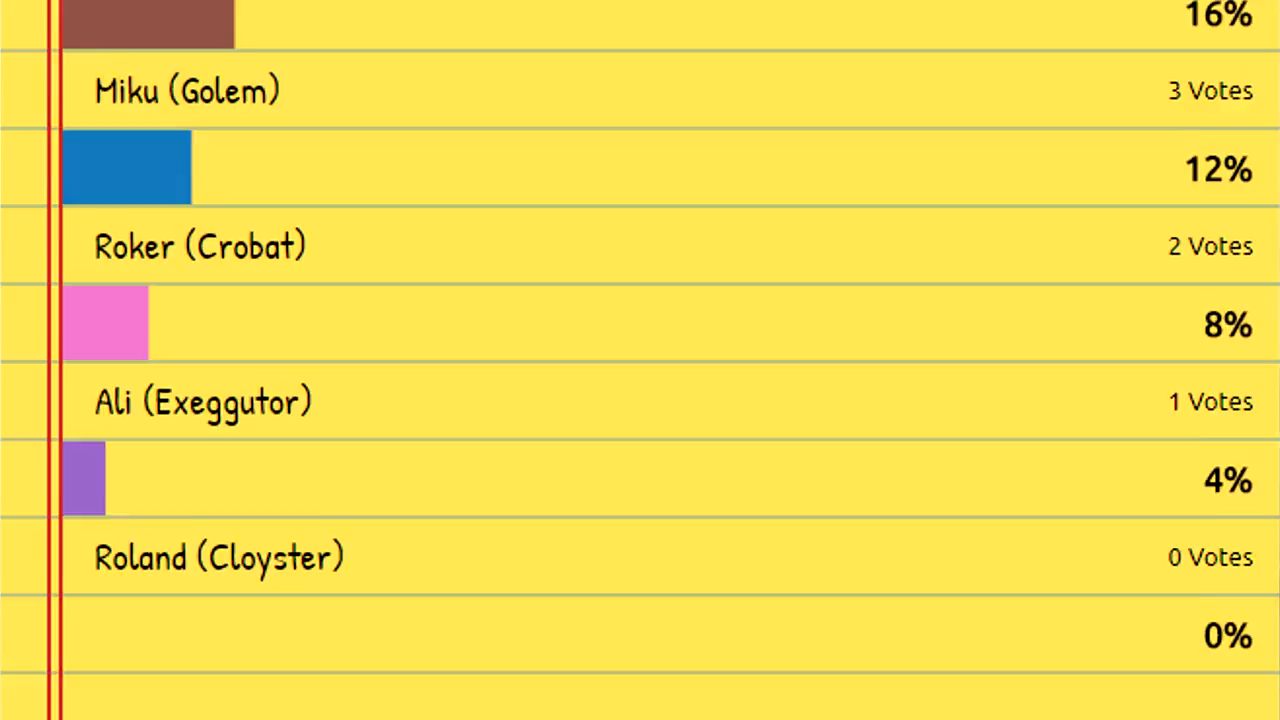 16%
Miku (Golem) 3 Votes
12%
Roker (Crobat) 2 Votes
8%
Ali (Exeggutor) 1 Votes
4%
Roland (Cloyster) 0 Votes
0%